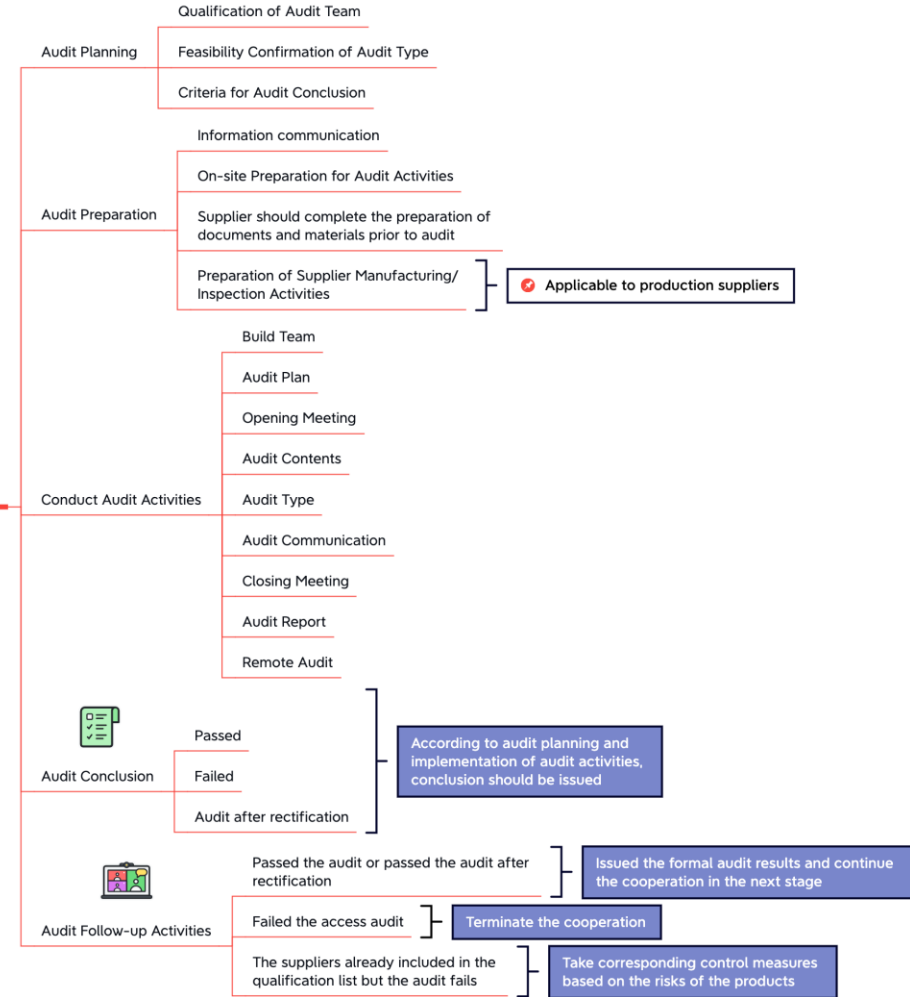 Qualification of Audit Team
Audit Planning
Feasibility Confirmation of Audit Type
Criteria for Audit Conclusion
Information communication
On-site Preparation for Audit Activities
Audit Preparation
Supplier should complete the preparation of
documents and materials prior to audit
Preparation of Supplier Manufacturing/
Inspection Activities
Applicable to production suppliers
Build Team
Audit Plan
Opening Meeting
Audit Contents
Conduct Audit Activities
Audit Type
Audit Communication
Closing Meeting
Audit Report
Remote Audit
Passed
Audit Conclusion
Failed
Audit after rectification
According to audit planning and
implementation of audit activities,
conclusion should be issued
Audit Follow-up Activities
Passed the audit or passed the audit after
rectification
Issued the formal audit results and continue
the cooperation in the next stage
Failed the access audit
Terminate the cooperation
The suppliers already included in the
qualification list but the audit fails
Take corresponding control measures
based on the risks of the products